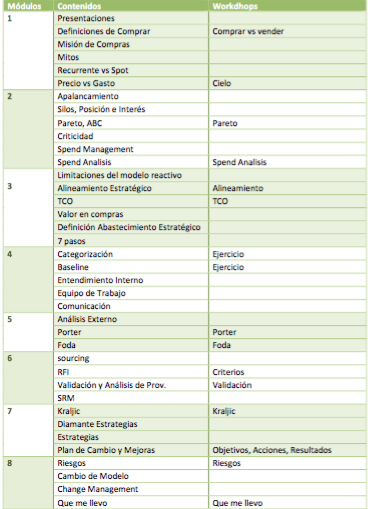 Módulos Contenidos Workdhops
1 Presentaciones
Definiciones de Comprar Comprar vs vender
Misión de Compras
Mitos
Recurrente vs Spot
Precio vs Gasto Cielo
2 Apalancamiento
Silos, Posición e Interés
Pareto, ABC Pareto
Criticidad
Spend Management
Spend Analisis Spend Analisis
3 Limitaciones del modelo reactivo
Alineamiento Estratégico Alineamiento
TCO TCO
Valor en compras
Definición Abastecimiento Estratégico
7 pasos
4 Categorización Ejercicio
Baseline Ejercicio
Entendimiento Interno
Equipo de Trabajo
Comunicación
5 Análisis Externo
Porter Porter
Foda Foda
6 sourcing
RFI Criterios
Validación y Análisis de Prov. Validación
SRM
7 Kraljic Kraljic
Diamante Estrategias
Estrategias
Plan de Cambio y Mejoras Objetivos, Acciones, Resultados
8 Riesgos Riesgos
Cambio de Modelo
Change Management
Que me llevo Que me llevo